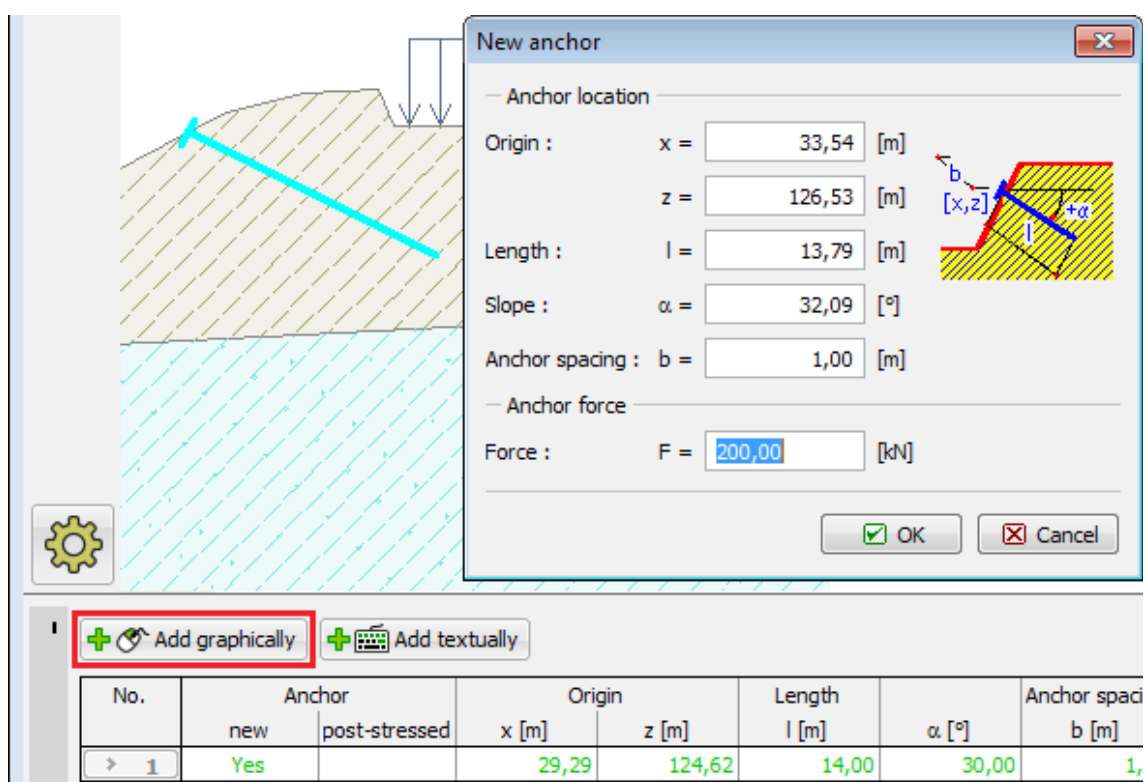 New anchor
Anchor location
Origin : x = 33,54 [m]
b
[x,z]
+α
l
z = 126,53 [m]
Length : l = 13,79 [m]
Slope : α = 32,09 [°]
Anchor spacing : b = 1,00 [m]
Anchor force
Force : F = 200,00 [kN]
OK Cancel
Add graphically Add textually
No. Anchor Origin Length Anchor spaci
new post-stressed x [m] z [m] l [m] α [°] b [m]
1 Yes 29,29 124,62 14,00 30,00 1,